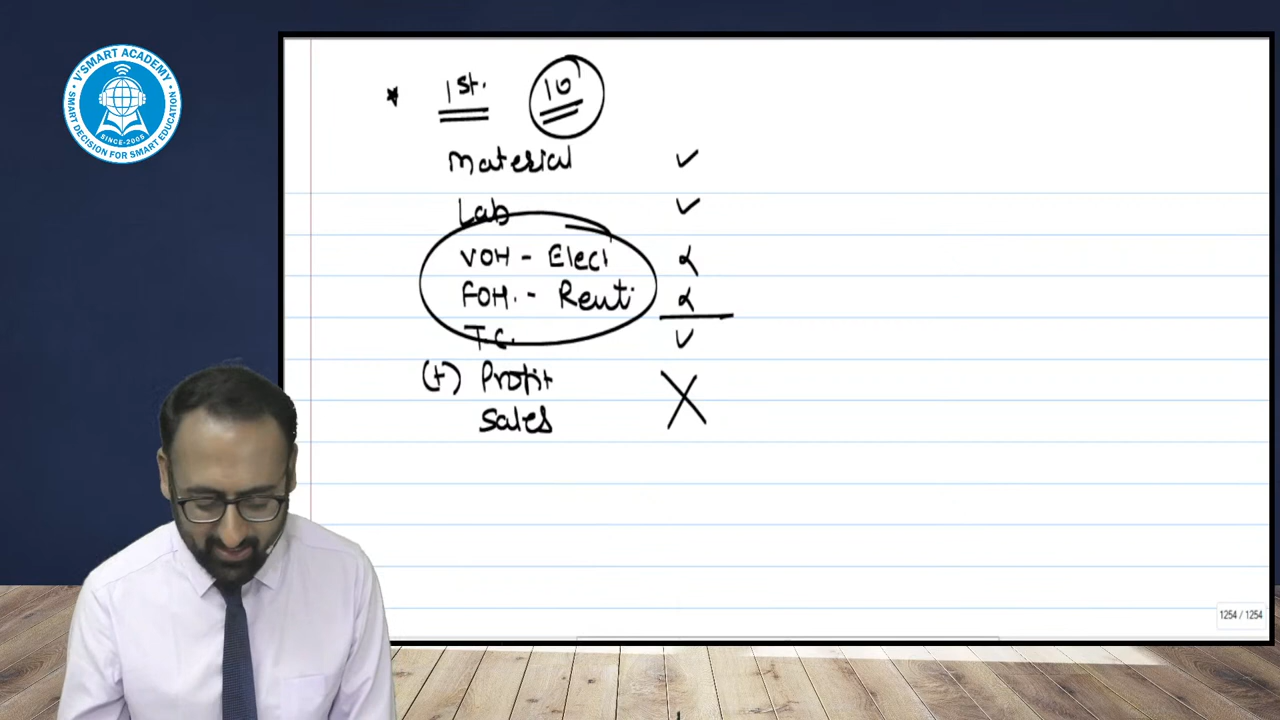 V'SMART ACADEMY
SMART DECISION FOR SMART EDUCATION
SINCE-2006
* 1st. 10
Material ✓
Lab ✓
VOH - Elect α
FOH. - Rent α
T.C. ✓
(+) Profit X
Sales
1254 / 1254